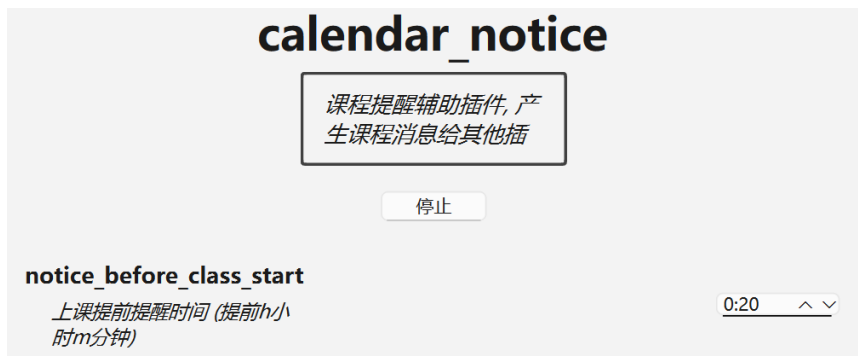 calendar_notice
课程提醒辅助插件, 产
生课程消息给其他插
停止
notice_before_class_start
上课提前提醒时间 (提前h小
时m分钟)
0:20